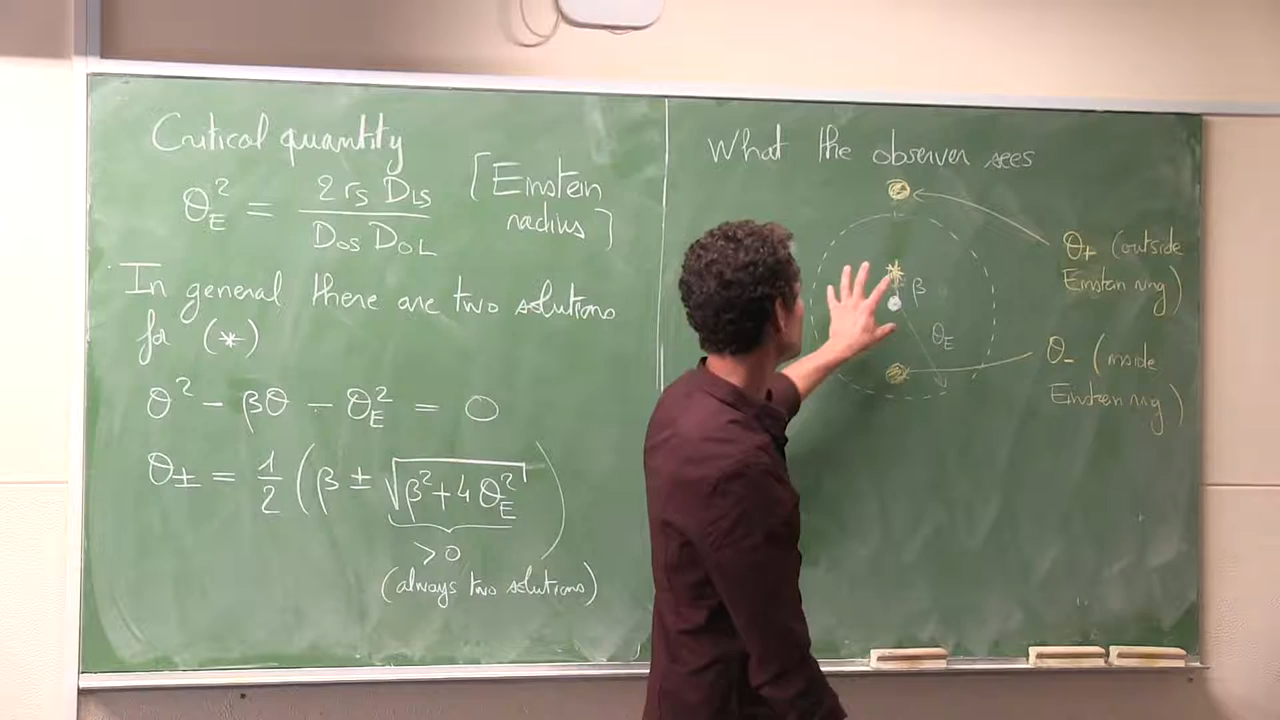 Critical quantity
θ_E² = 2 r_S D_LS / D_OS D_OL [Einstein radius]
In general there are two solutions
for (*)
θ² - βθ - θ_E² = 0
θ± = 1/2 (β ± √β² + 4 θ_E²)
> 0
(always two solutions)
What the observer sees
θ+ (outside
Einstein ring)
β
θ_E
θ- (inside
Einstein ring)